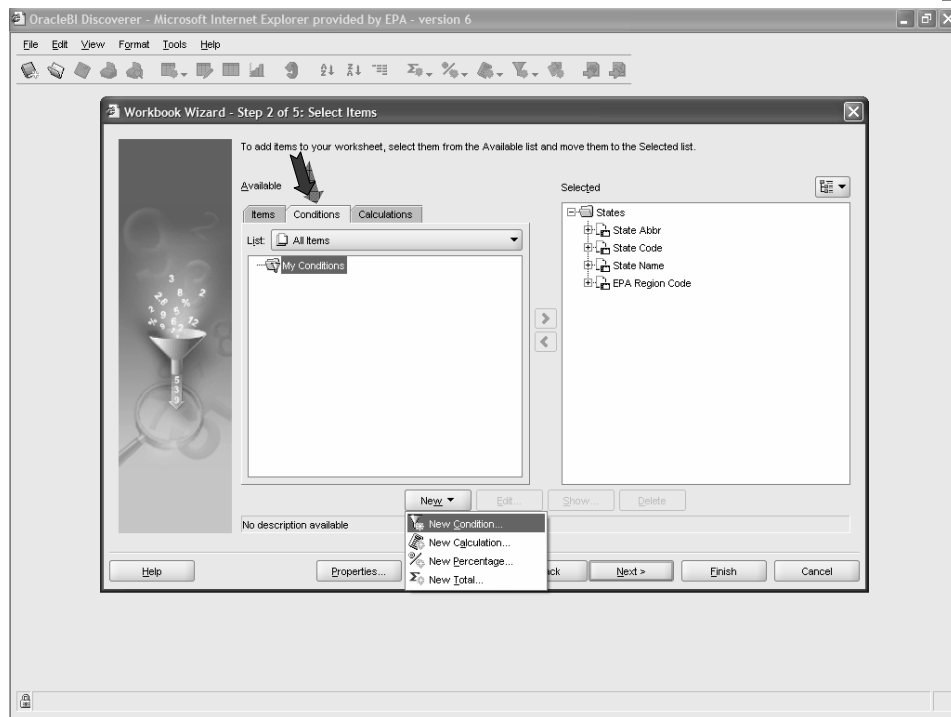 OracleBI Discoverer - Microsoft Internet Explorer provided by EPA - version 6
File Edit View Format Tools Help
Workbook Wizard - Step 2 of 5: Select Items
To add items to your worksheet, select them from the Available list and move them to the Selected list.
Available
Selected
Items Conditions Calculations
List: All Items
My Conditions
States
State Abbr
State Code
State Name
EPA Region Code
New Edit... Show... Delete
No description available
New Condition...
New Calculation...
New Percentage...
New Total...
Help Properties... ack Next > Finish Cancel